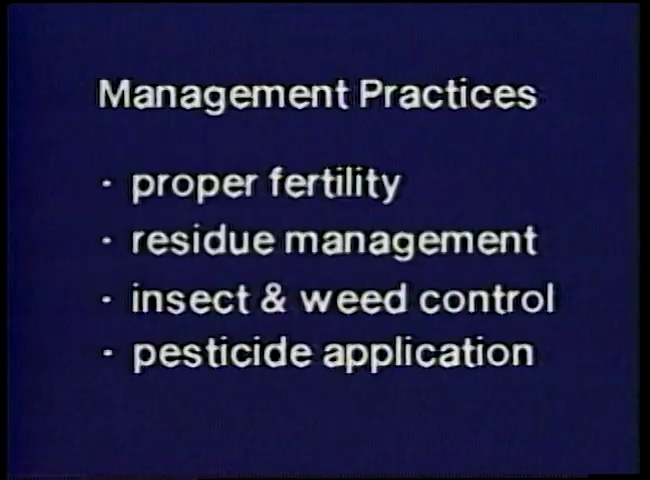 Management Practices
· proper fertility
· residue management
· insect & weed control
· pesticide application